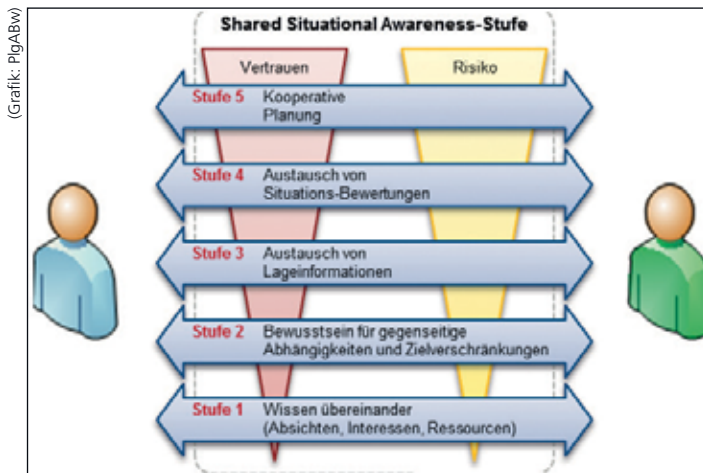 (Grafik: PlgABw)
Shared Situational Awareness-Stufe
Vertrauen
Risiko
Stufe 5 Kooperative
Planung
Stufe 4 Austausch von
Situations-Bewertungen
Stufe 3 Austausch von
Lageinformationen
Stufe 2 Bewusstsein für gegenseitige
Abhängigkeiten und Zielverschränkungen
Stufe 1 Wissen übereinander
(Absichten, Interessen, Ressourcen)